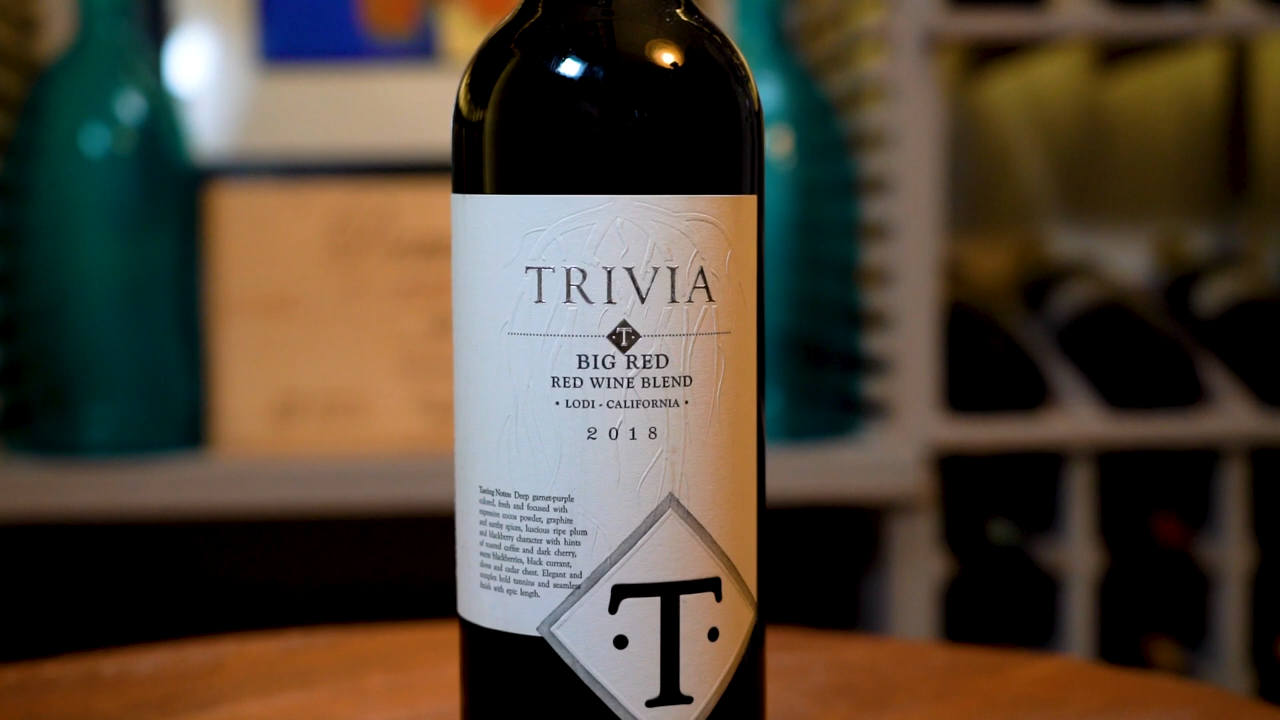 TRIVIA
T
BIG RED
RED WINE BLEND
• LODI - CALIFORNIA •
2018
Tasting Notes: Deep garnet-purple
colored, fresh and focused with
expressive cocoa powder, graphite
and earthy spices, luscious ripe plum
and blackberry character with hints
of roasted coffee and dark cherry,
warm blackberries, black currant,
cloves and cedar chest. Elegant and
complex bold tannins and seamless
finish with epic length.
• T •